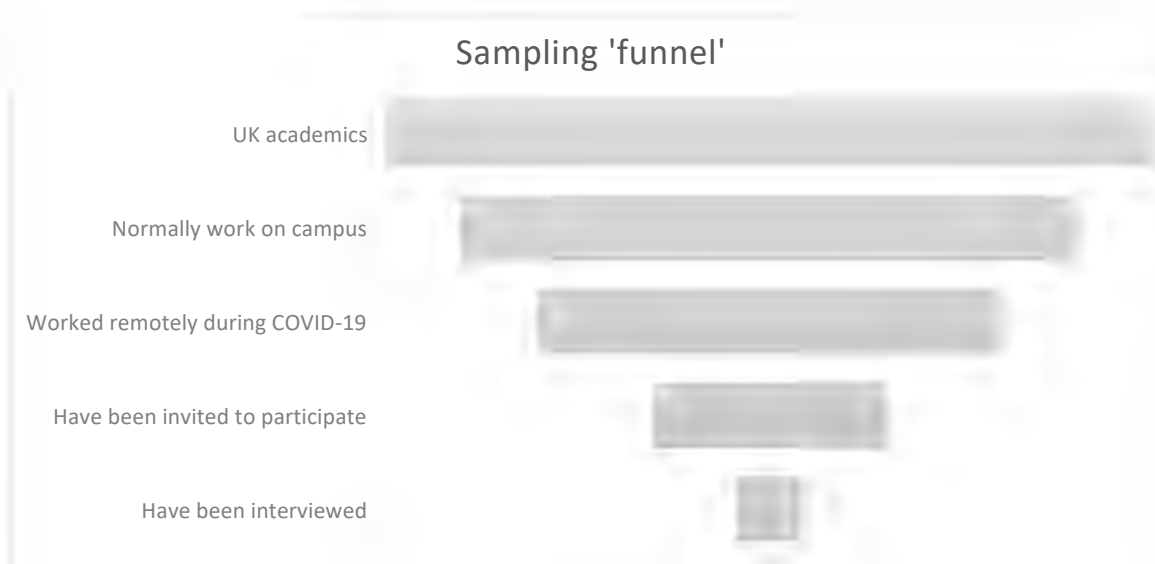 Sampling 'funnel'
UK academics
Normally work on campus
Worked remotely during COVID-19
Have been invited to participate
Have been interviewed